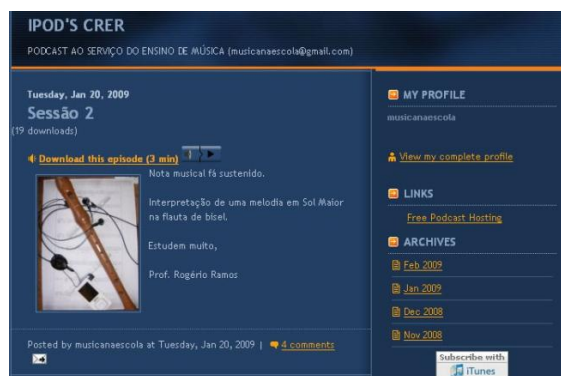 IPOD'S CRER
PODCAST AO SERVIÇO DO ENSINO DE MÚSICA (musicanaescola@gmail.com)
Tuesday, Jan 20, 2009
Sessão 2
(19 downloads)
Download this episode (3 min)
Nota musical fá sustenido.
Interpretação de uma melodia em Sol Maior
na flauta de bisel.
Estudem muito,
Prof. Rogério Ramos
Posted by musicanaescola at Tuesday, Jan 20, 2009 | 4 comments
MY PROFILE
musicanaescola
View my complete profile
LINKS
Free Podcast Hosting
ARCHIVES
Feb 2009
Jan 2009
Dec 2008
Nov 2008
Subscribe with
iTunes